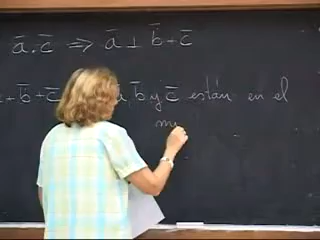 a̅.c̅ ⇒ a̅ ⊥ b̅+c̅
+ b̅ + c̅ a̅, b̅ y c̅ están en el